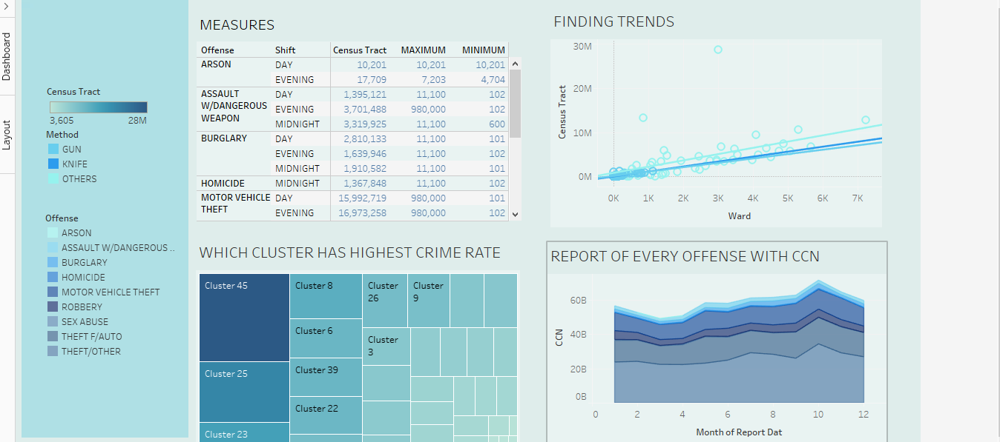 Dashboard
Layout
Census Tract
3,605 28M
Method
GUN
KNIFE
OTHERS
Offense
ARSON
ASSAULT W/DANGEROUS ..
BURGLARY
HOMICIDE
MOTOR VEHICLE THEFT
ROBBERY
SEX ABUSE
THEFT F/AUTO
THEFT/OTHER
MEASURES
Offense Shift Census Tract MAXIMUM MINIMUM
ARSON DAY 10,201 10,201 10,201
EVENING 17,709 7,203 4,704
ASSAULT DAY 1,395,121 11,100 102
W/DANGEROUS EVENING 3,701,488 980,000 102
WEAPON MIDNIGHT 3,319,925 11,100 600
BURGLARY DAY 2,810,133 11,100 101
EVENING 1,639,946 11,100 101
MIDNIGHT 1,910,582 11,100 101
HOMICIDE MIDNIGHT 1,367,848 11,100 102
MOTOR VEHICLE DAY 15,992,719 980,000 101
THEFT EVENING 16,973,258 980,000 102
FINDING TRENDS
30M
20M
10M
0M
Census Tract
0K 1K 2K 3K 4K 5K 6K 7K
Ward
WHICH CLUSTER HAS HIGHEST CRIME RATE
Cluster 45
Cluster 25
Cluster 23
Cluster 8
Cluster 6
Cluster 39
Cluster 22
Cluster
26
Cluster
3
Cluster
9
REPORT OF EVERY OFFENSE WITH CCN
60B
40B
20B
0B
CCN
0 2 4 6 8 10 12
Month of Report Dat